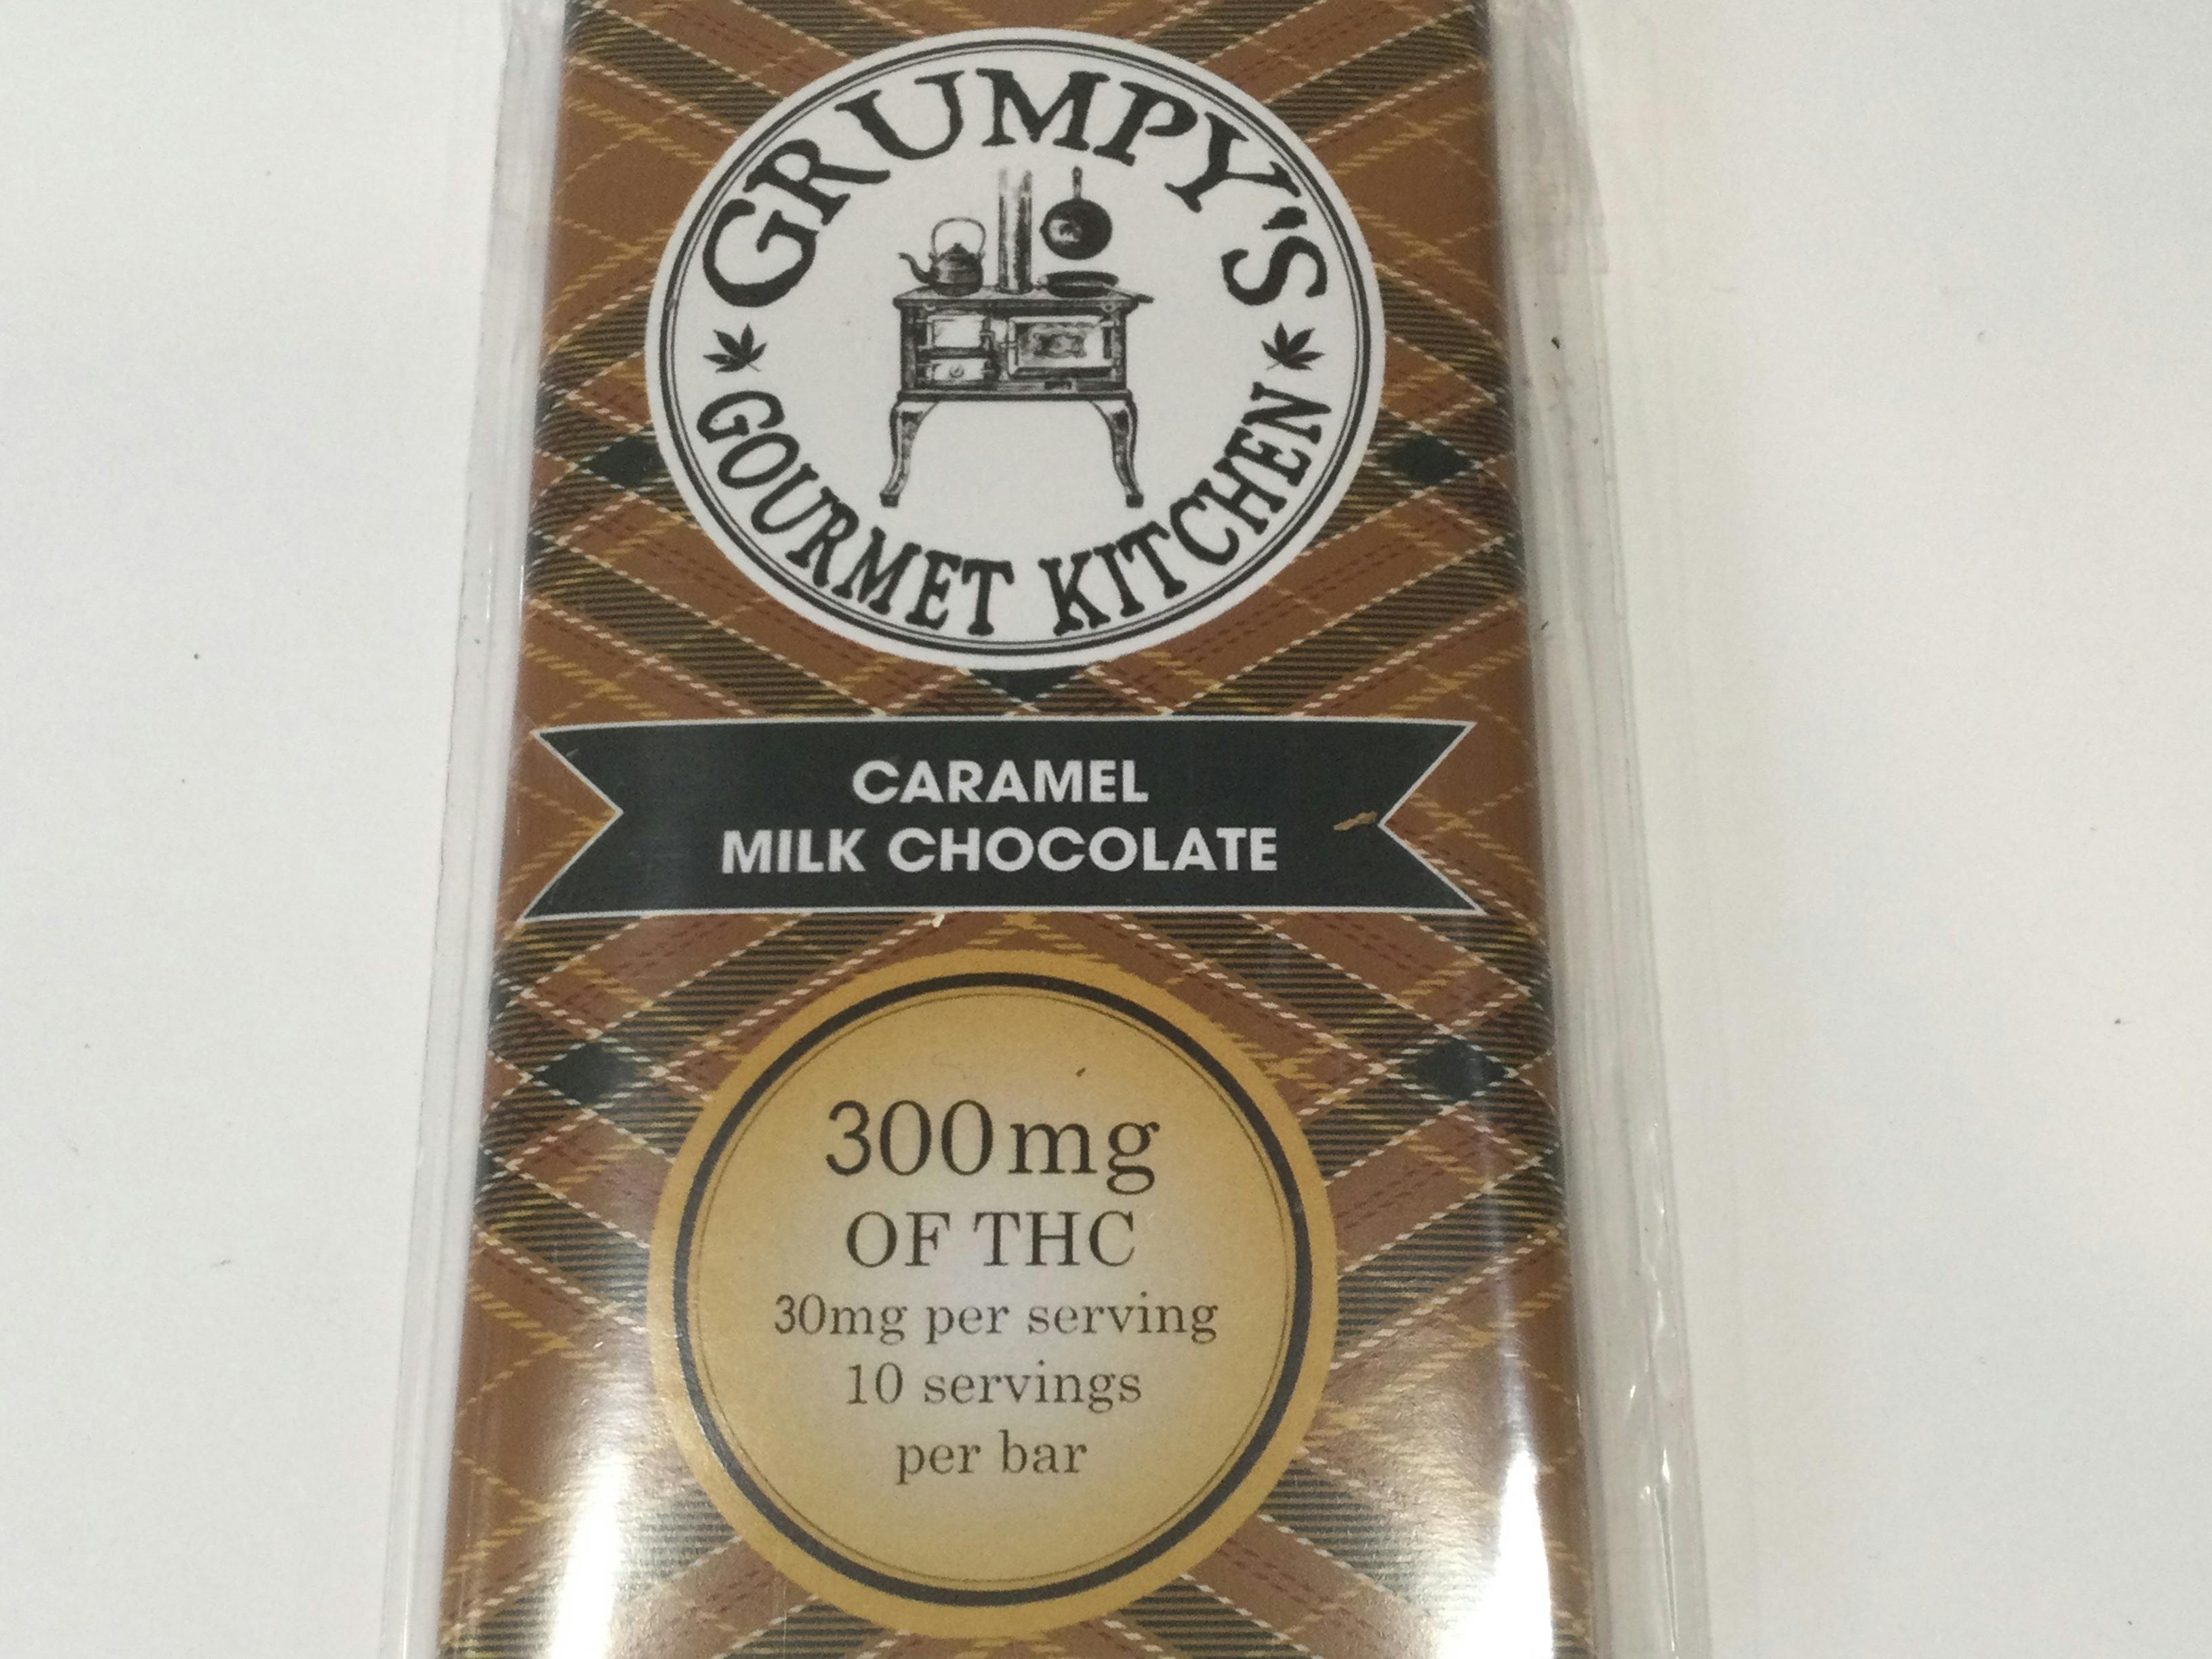 GRUMPY'S
GOURMET KITCHEN
CARAMEL
MILK CHOCOLATE
300mg
OF THC
30mg per serving
10 servings
per bar